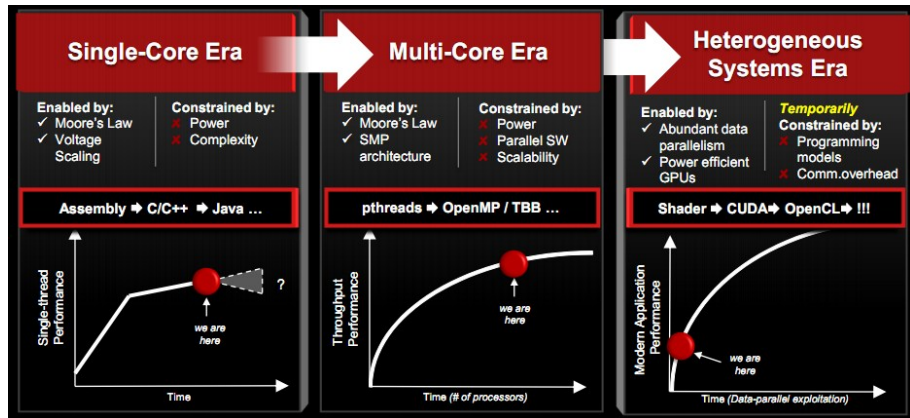 Single-Core Era
Enabled by:
✓ Moore's Law
✓ Voltage
Scaling
Constrained by:
✗ Power
✗ Complexity
Assembly ➔ C/C++ ➔ Java ...
Single-thread
Performance
?
we are
here
Time
Multi-Core Era
Enabled by:
✓ Moore's Law
✓ SMP
architecture
Constrained by:
✗ Power
✗ Parallel SW
✗ Scalability
pthreads ➔ OpenMP / TBB ...
Throughput
Performance
we are
here
Time (# of processors)
Heterogeneous
Systems Era
Enabled by:
✓ Abundant data
parallelism
✓ Power efficient
GPUs
Temporarily
Constrained by:
✗ Programming
models
✗ Comm.overhead
Shader ➔ CUDA➔ OpenCL➔ !!!
Modern Application
Performance
we are
here
Time (Data-parallel exploitation)